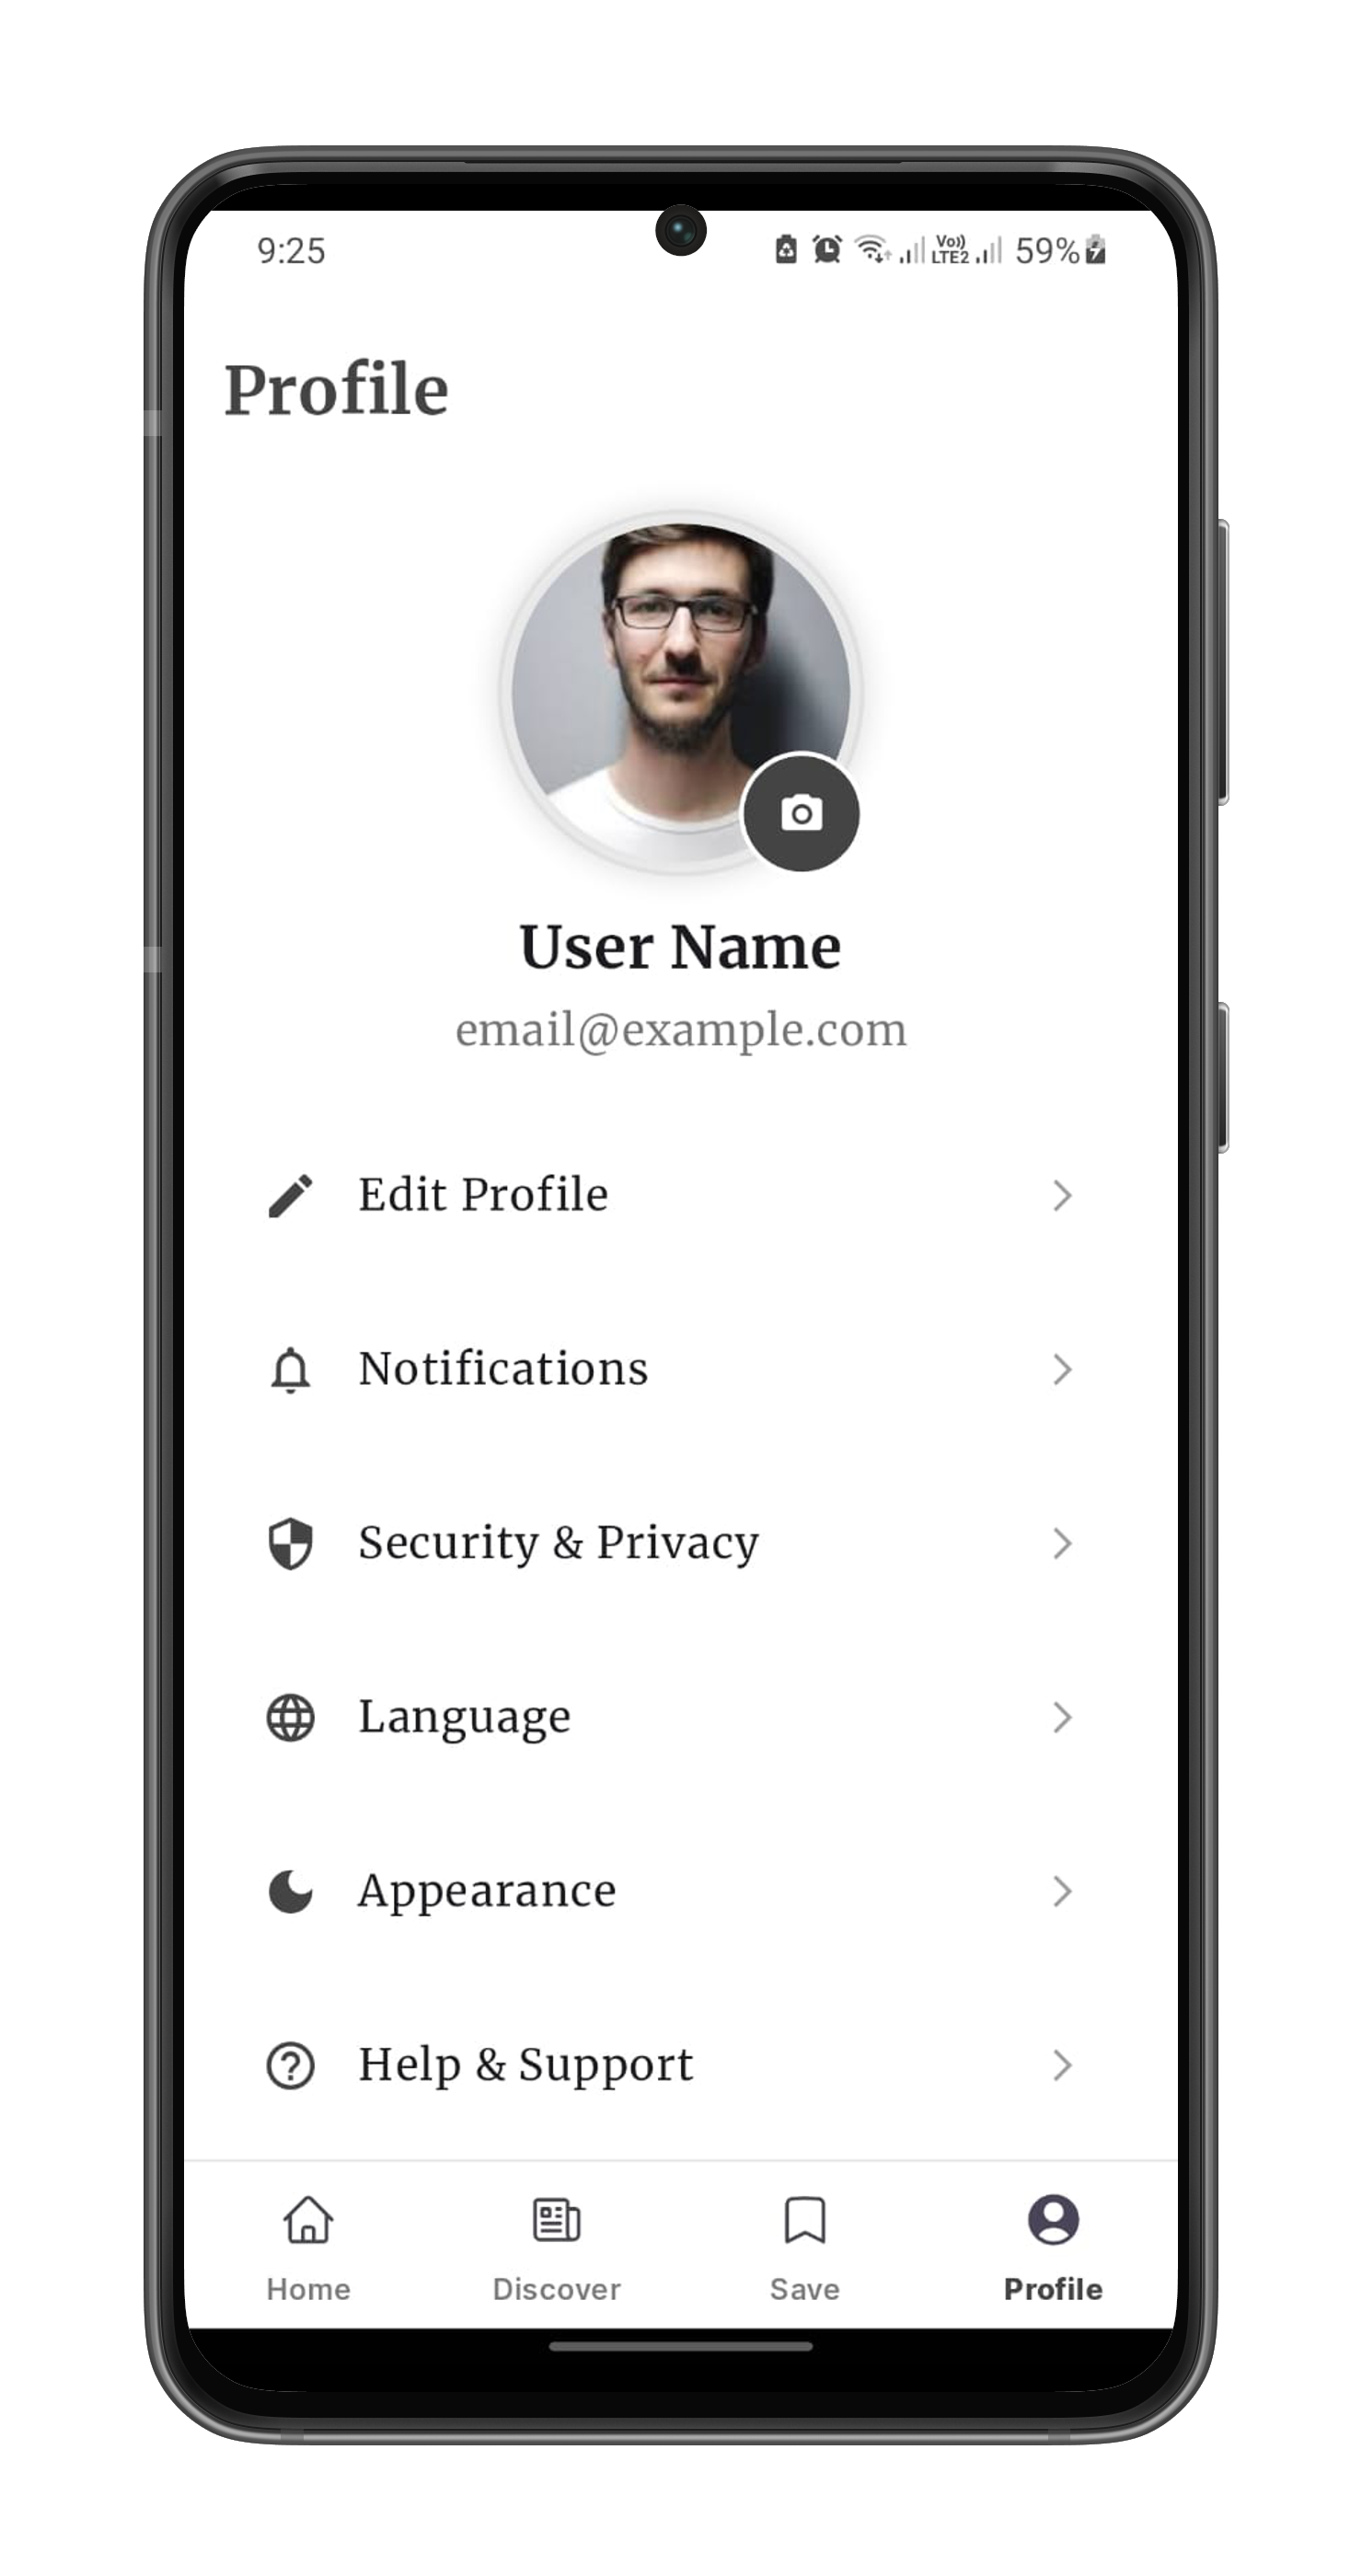 9:25 Vo)) LTE2 59%
Profile
User Name
email@example.com
Edit Profile
Notifications
Security & Privacy
Language
Appearance
Help & Support
Home Discover Save Profile